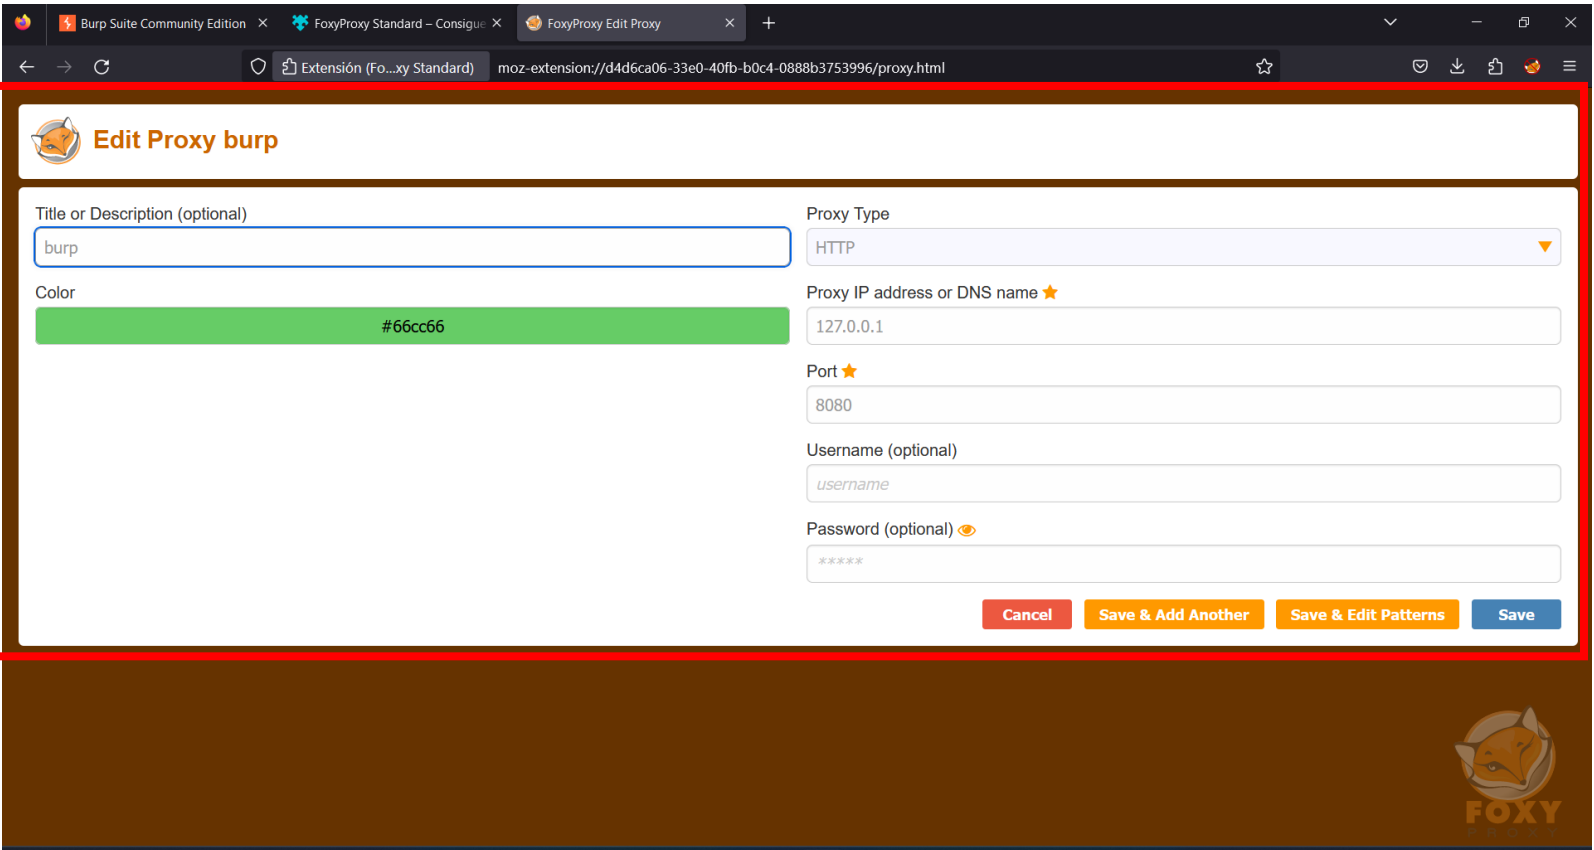 Burp Suite Community Edition
FoxyProxy Standard – Consigue
FoxyProxy Edit Proxy
Extensión (Fo...xy Standard)
moz-extension://d4d6ca06-33e0-40fb-b0c4-0888b3753996/proxy.html
Edit Proxy burp
Title or Description (optional)
burp
Color
#66cc66
Proxy Type
HTTP
Proxy IP address or DNS name
127.0.0.1
Port
8080
Username (optional)
username
Password (optional)
*****
Cancel
Save & Add Another
Save & Edit Patterns
Save
FOXY
PROXY